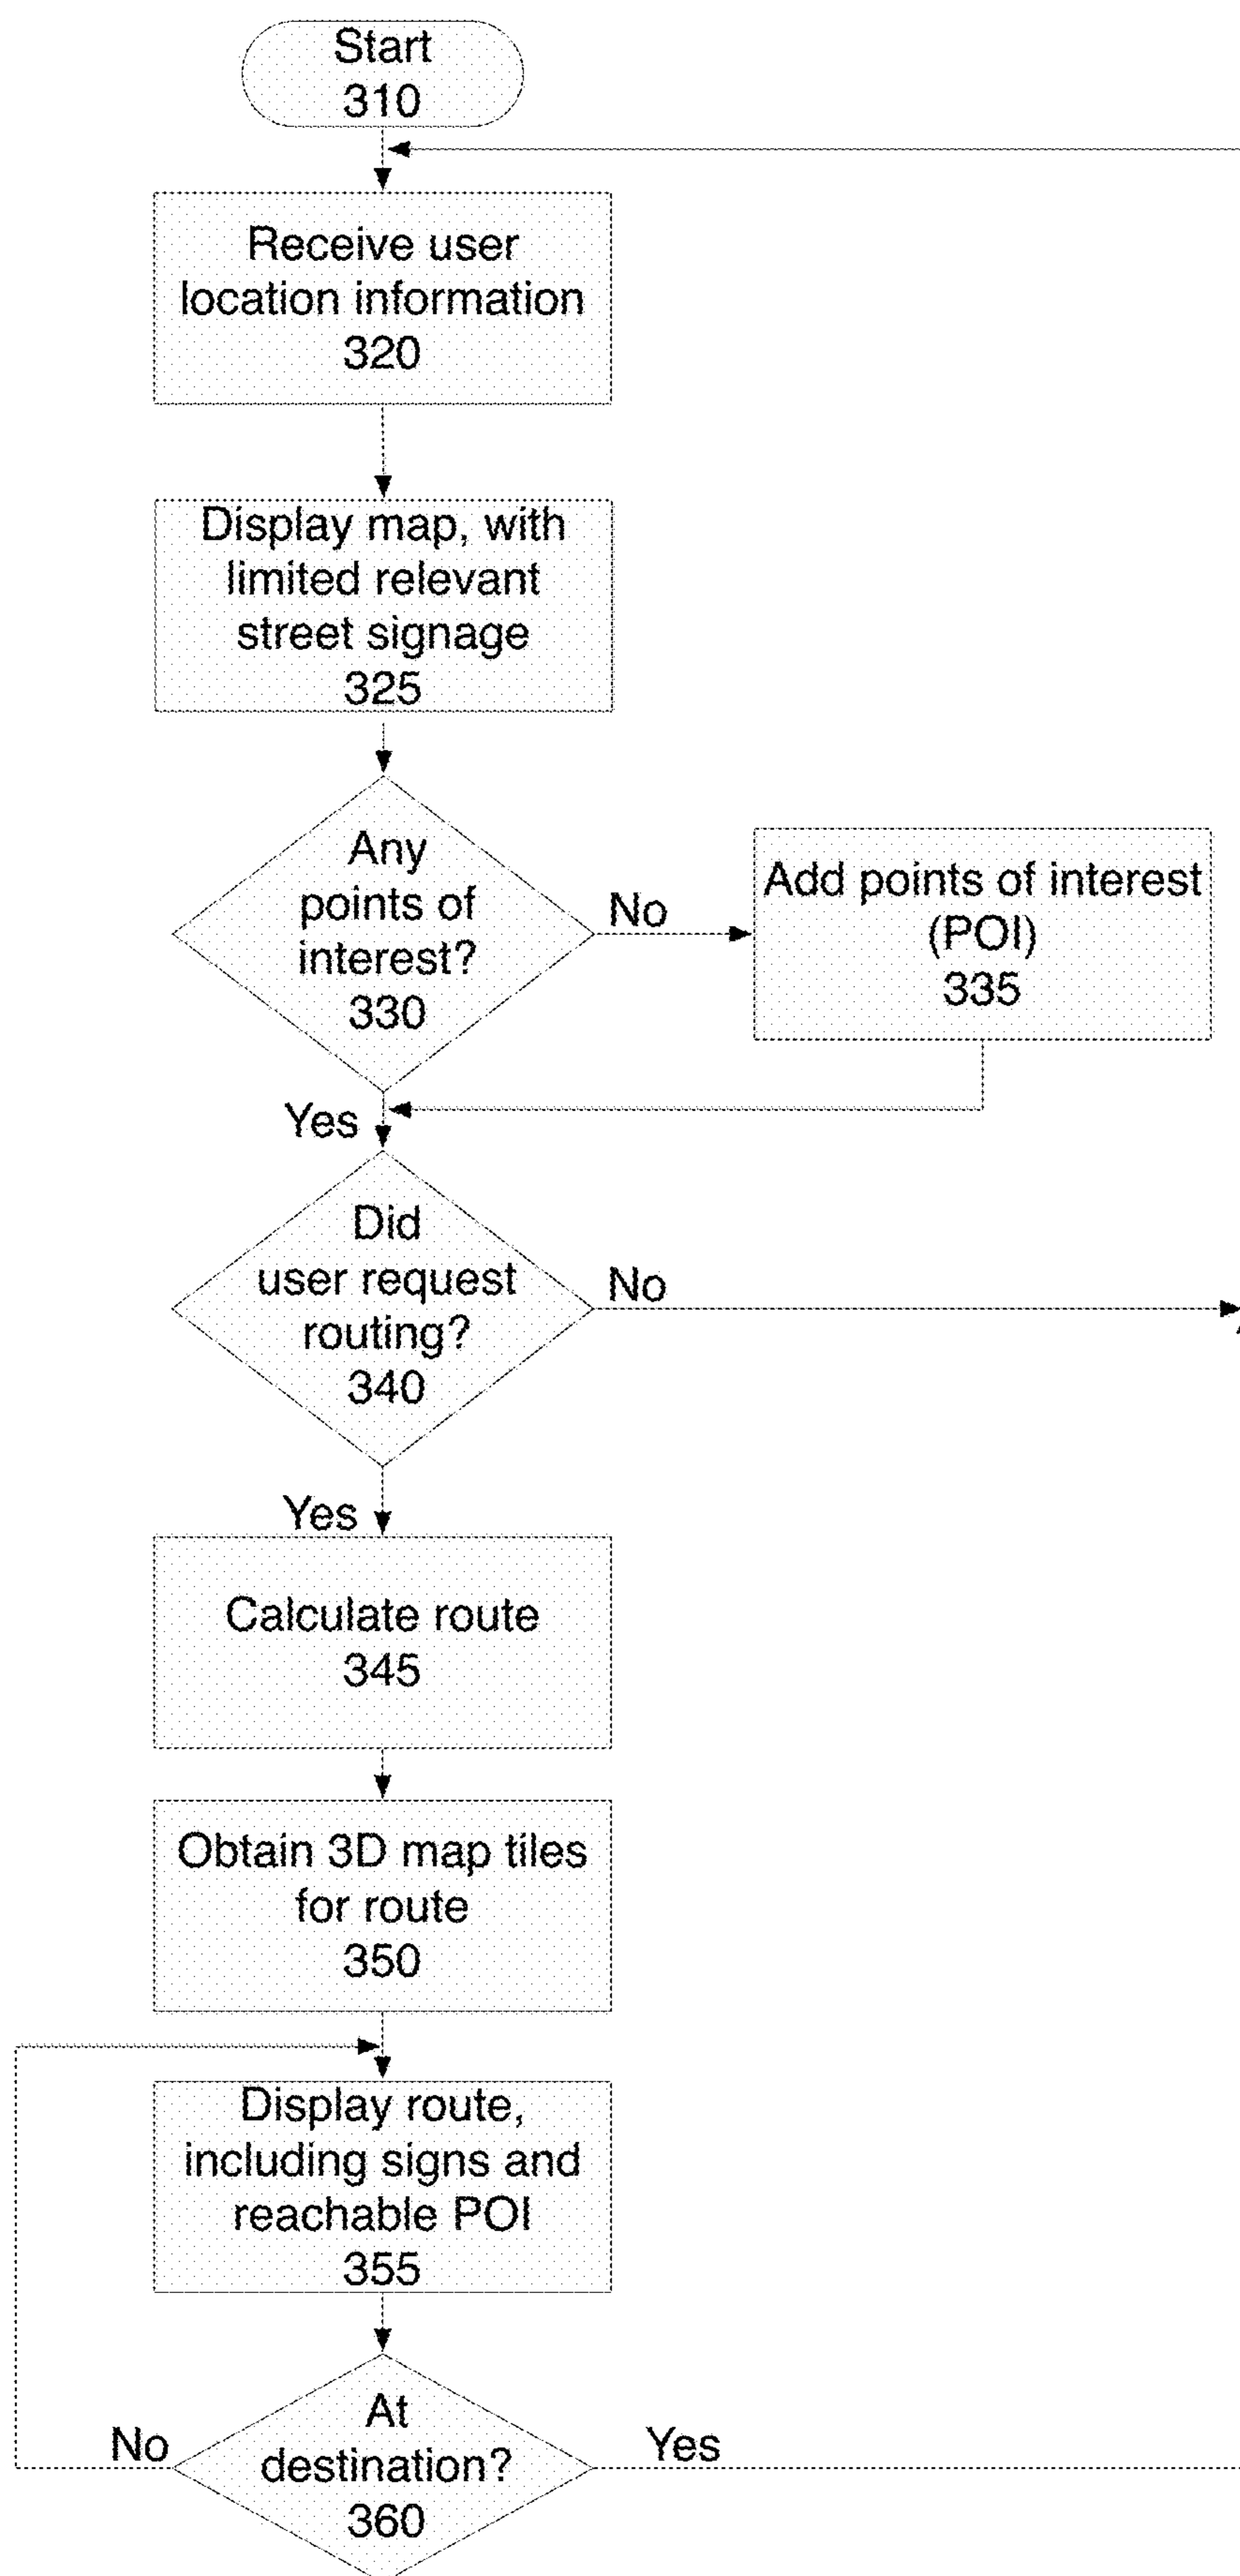 Start
310
Receive user
location information
320
Display map, with
limited relevant
street signage
325
Any
points of
interest?
330
No
Add points of interest
(POI)
335
Yes
Did
user request
routing?
340
No
Yes
Calculate route
345
Obtain 3D map tiles
for route
350
Display route,
including signs and
reachable POI
355
At
destination?
360
No
Yes